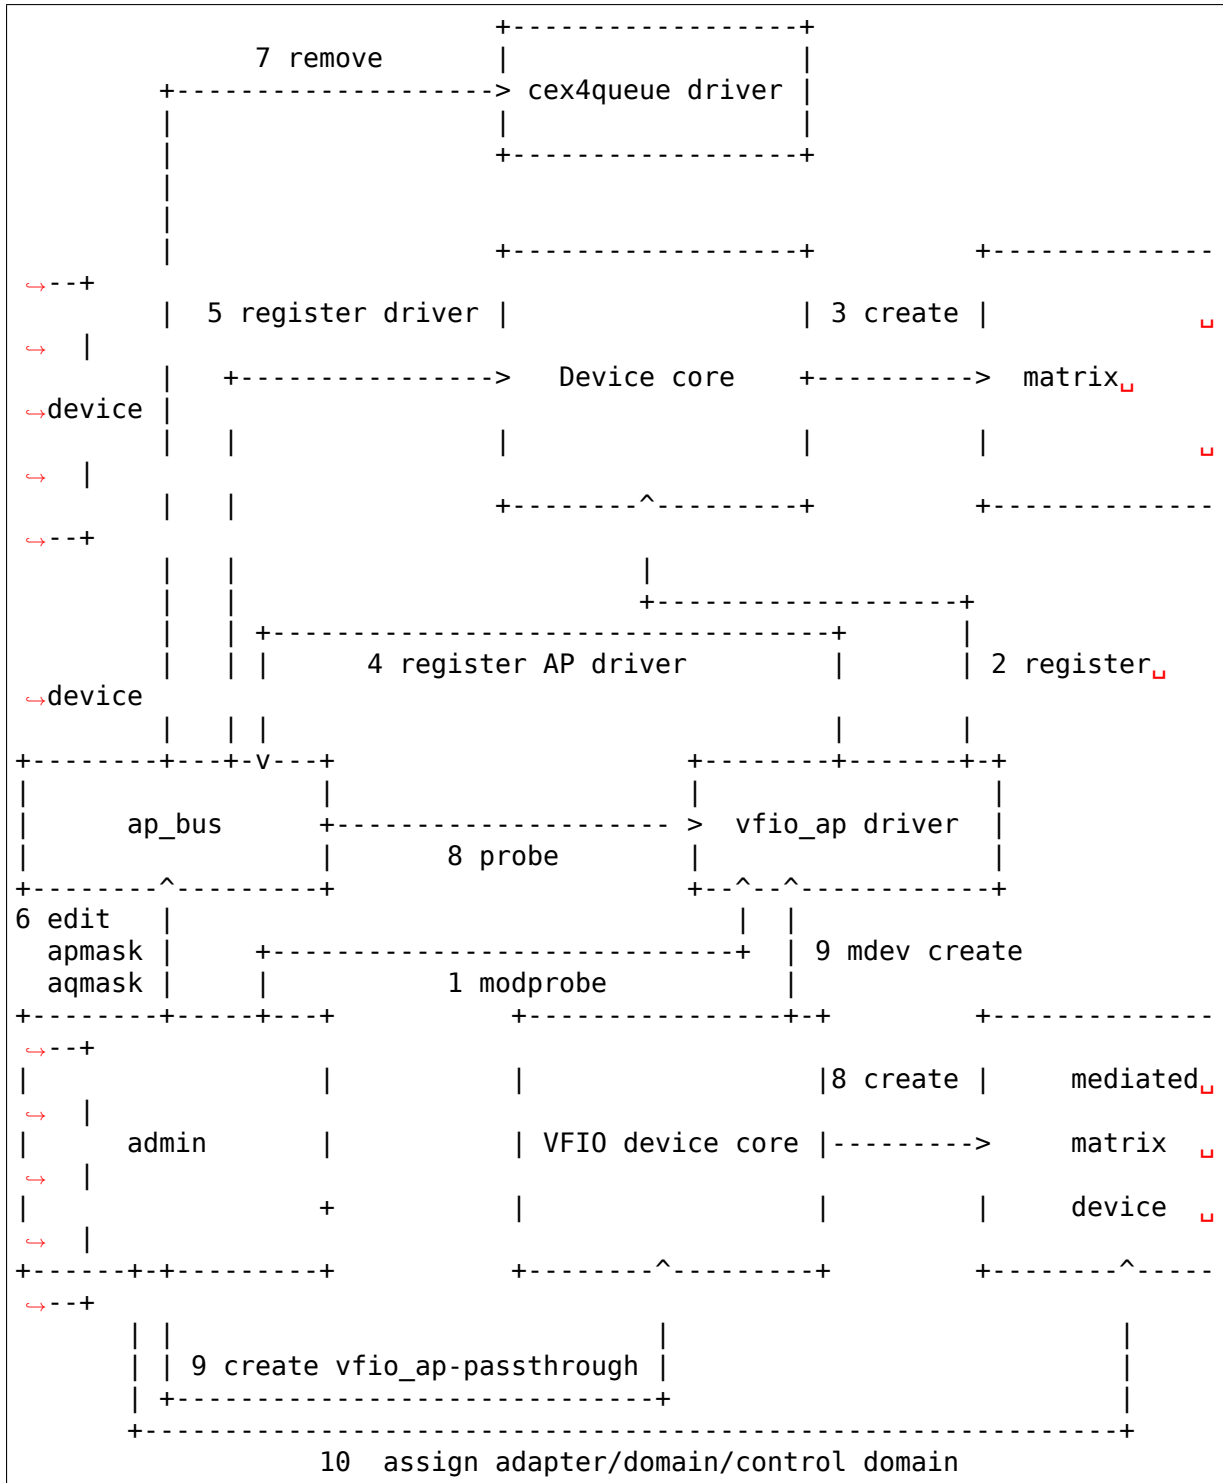 +------------------+
               7 remove       |                  |
         +--------------------> cex4queue driver |
         |                    |                  |
         |                    +------------------+
         |
         |
         |                    +------------------+          +--------------
↪--+
         |  5 register driver |                  | 3 create |             ␣
↪  |
         |   +---------------->   Device core    +---------->  matrix␣
↪device |
         |   |                |                  |          |             ␣
↪  |
         |   |                +--------^---------+          +--------------
↪--+
         |   |                         |
         |   |                         +-------------------+
         |   | +-----------------------------------+       |
         |   | |      4 register AP driver         |       | 2 register␣
↪device
         |   | |                                   |       |
+--------+---+-v---+                      +--------+-------+-+
|                  |                      |                  |
|      ap_bus      +--------------------- >  vfio_ap driver  |
|                  |       8 probe        |                  |
+--------^---------+                      +--^--^------------+
6 edit   |                                   |  |
  apmask |     +-----------------------------+  | 9 mdev create
  aqmask |     |           1 modprobe           |
+--------+-----+---+           +----------------+-+         +--------------
↪--+
|                  |           |                  |8 create |     mediated␣
↪  |
|      admin       |           | VFIO device core |--------->     matrix  ␣
↪  |
|                  +           |                  |         |     device  ␣
↪  |
+------+-+---------+           +--------^---------+         +--------^-----
↪--+
       | |                              |                            |
       | | 9 create vfio_ap-passthrough |                            |
       | +------------------------------+                            |
       +-------------------------------------------------------------+
                   10  assign adapter/domain/control domain